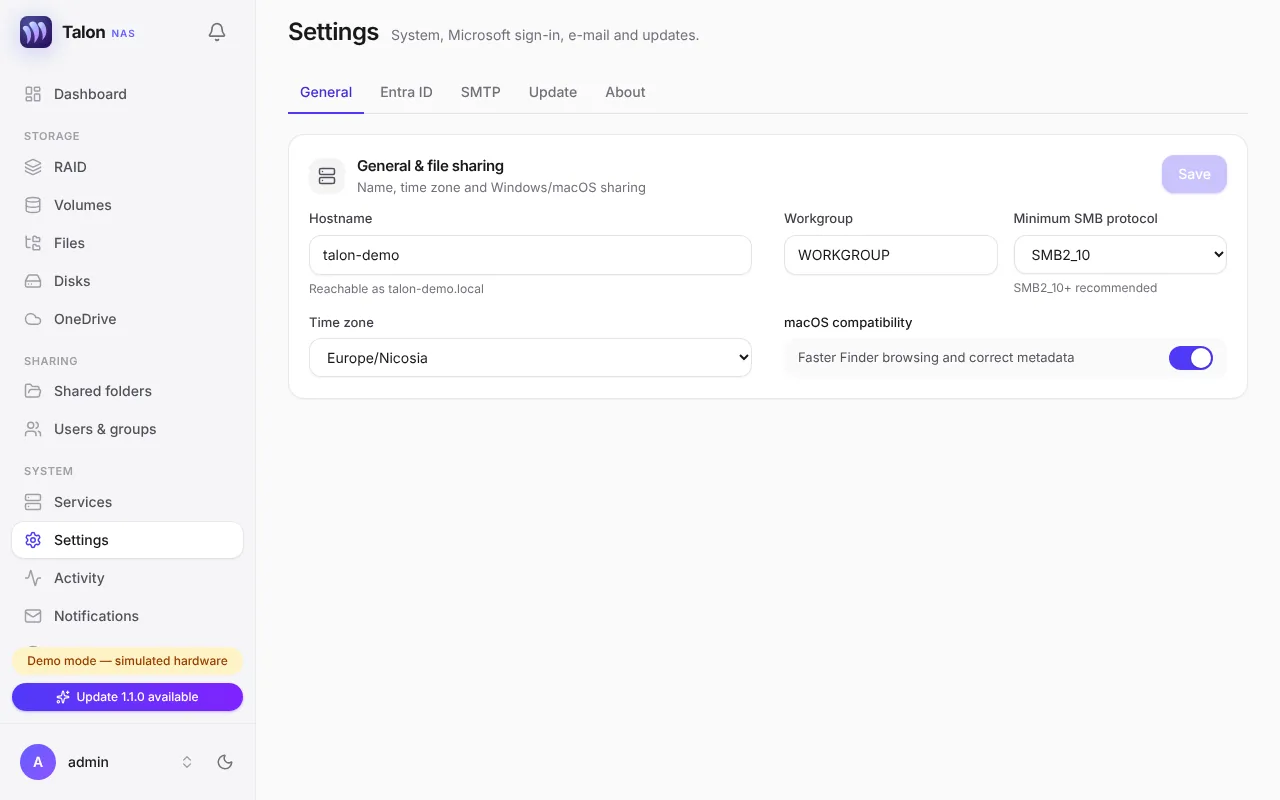 Talon NAS
Dashboard
STORAGE
RAID
Volumes
Files
Disks
OneDrive
SHARING
Shared folders
Users & groups
SYSTEM
Services
Settings
Activity
Notifications
Demo mode — simulated hardware
Update 1.1.0 available
A admin
Settings System, Microsoft sign-in, e-mail and updates.
General Entra ID SMTP Update About
General & file sharing
Name, time zone and Windows/macOS sharing
Save
Hostname
talon-demo
Reachable as talon-demo.local
Workgroup
WORKGROUP
Minimum SMB protocol
SMB2_10
SMB2_10+ recommended
Time zone
Europe/Nicosia
macOS compatibility
Faster Finder browsing and correct metadata